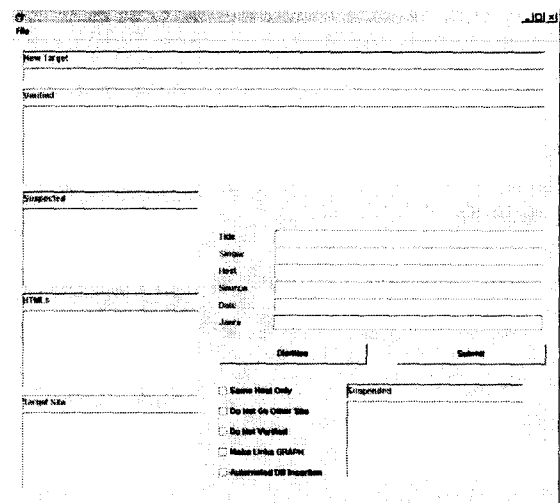 File
New Target
Verified
Suspected
Title
Singer
Host
Source
Date
HTMLs
Dismiss
Submit
Target Site
Same Host Only
Suspended
Do Not Go Other Site
Do Not Verified
Make Links GRAPH
Automated DB Insertion